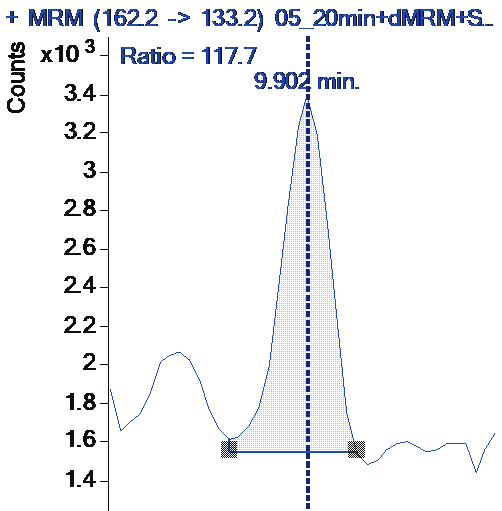 + MRM (162.2 -> 133.2) 05_20min+dMRM+S...
Counts
x10 3
Ratio = 117.7
9.902 min.
3.4
3.2
3
2.8
2.6
2.4
2.2
2
1.8
1.6
1.4